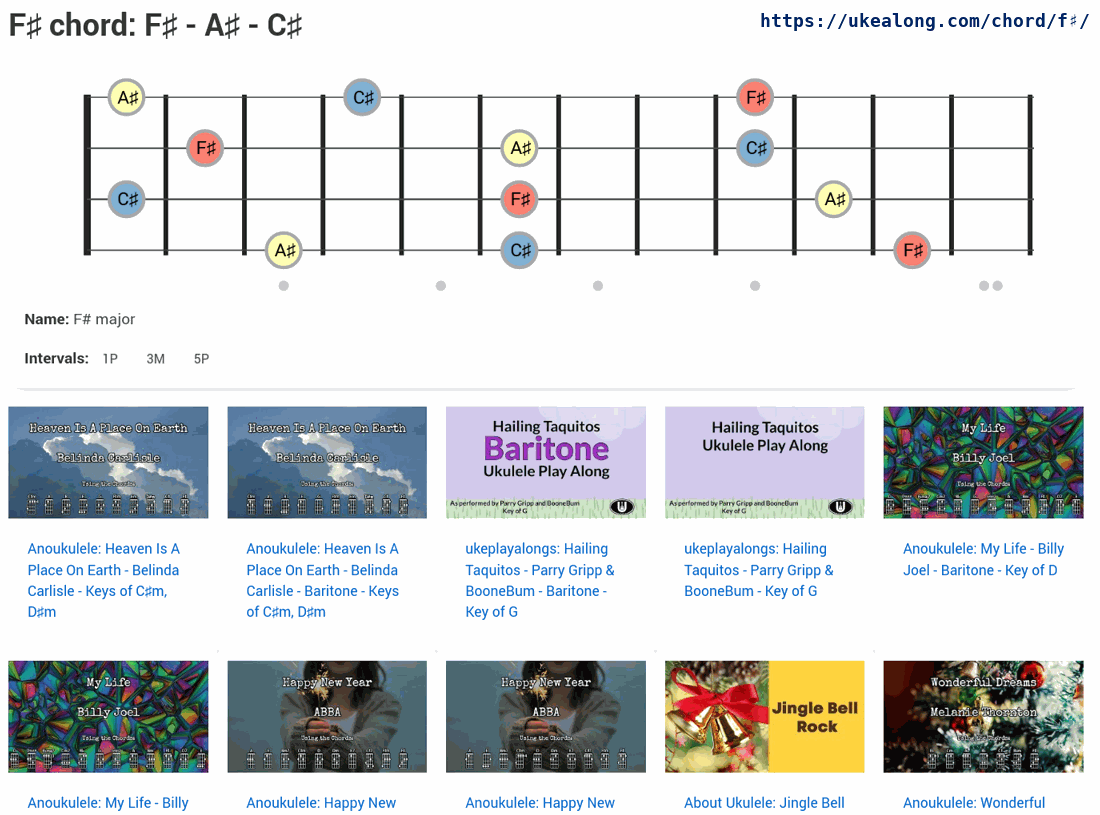 F♯ chord: F♯ - A♯ - C♯
https://ukealong.com/chord/f♯/
A♯ C♯ F♯
F♯ A♯ C♯
C♯ F♯ A♯
A♯ C♯ F♯
Name: F# major
Intervals: 1P 3M 5P
Heaven Is A Place On Earth
Belinda Carlisle
Using the Chords
Heaven Is A Place On Earth
Belinda Carlisle
Using the Chords
Hailing Taquitos
Baritone
Ukulele Play Along
As performed by Parry Gripp and BooneBum
Key of G
Hailing Taquitos
Ukulele Play Along
As performed by Parry Gripp and BooneBum
Key of G
My Life
Billy Joel
Using the Chords
Anoukulele: Heaven Is A
Place On Earth - Belinda
Carlisle - Keys of C♯m,
D♯m
Anoukulele: Heaven Is A
Place On Earth - Belinda
Carlisle - Baritone - Keys
of C♯m, D♯m
ukeplayalongs: Hailing
Taquitos - Parry Gripp &
BooneBum - Baritone -
Key of G
ukeplayalongs: Hailing
Taquitos - Parry Gripp &
BooneBum - Key of G
Anoukulele: My Life - Billy
Joel - Baritone - Key of D
My Life
Billy Joel
Using the Chords
Happy New Year
ABBA
Using the Chords
Happy New Year
ABBA
Using the Chords
Jingle Bell
Rock
Wonderful Dreams
Melanie Thornton
Using the Chords
Anoukulele: My Life - Billy
Anoukulele: Happy New
Anoukulele: Happy New
About Ukulele: Jingle Bell
Anoukulele: Wonderful